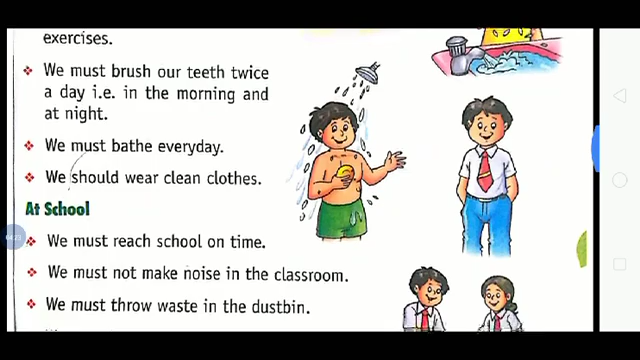 exercises.
❖ We must brush our teeth twice
a day i.e. in the morning and
at night.
❖ We must bathe everyday.
❖ We should wear clean clothes.
At School
❖ We must reach school on time.
❖ We must not make noise in the classroom.
❖ We must throw waste in the dustbin.